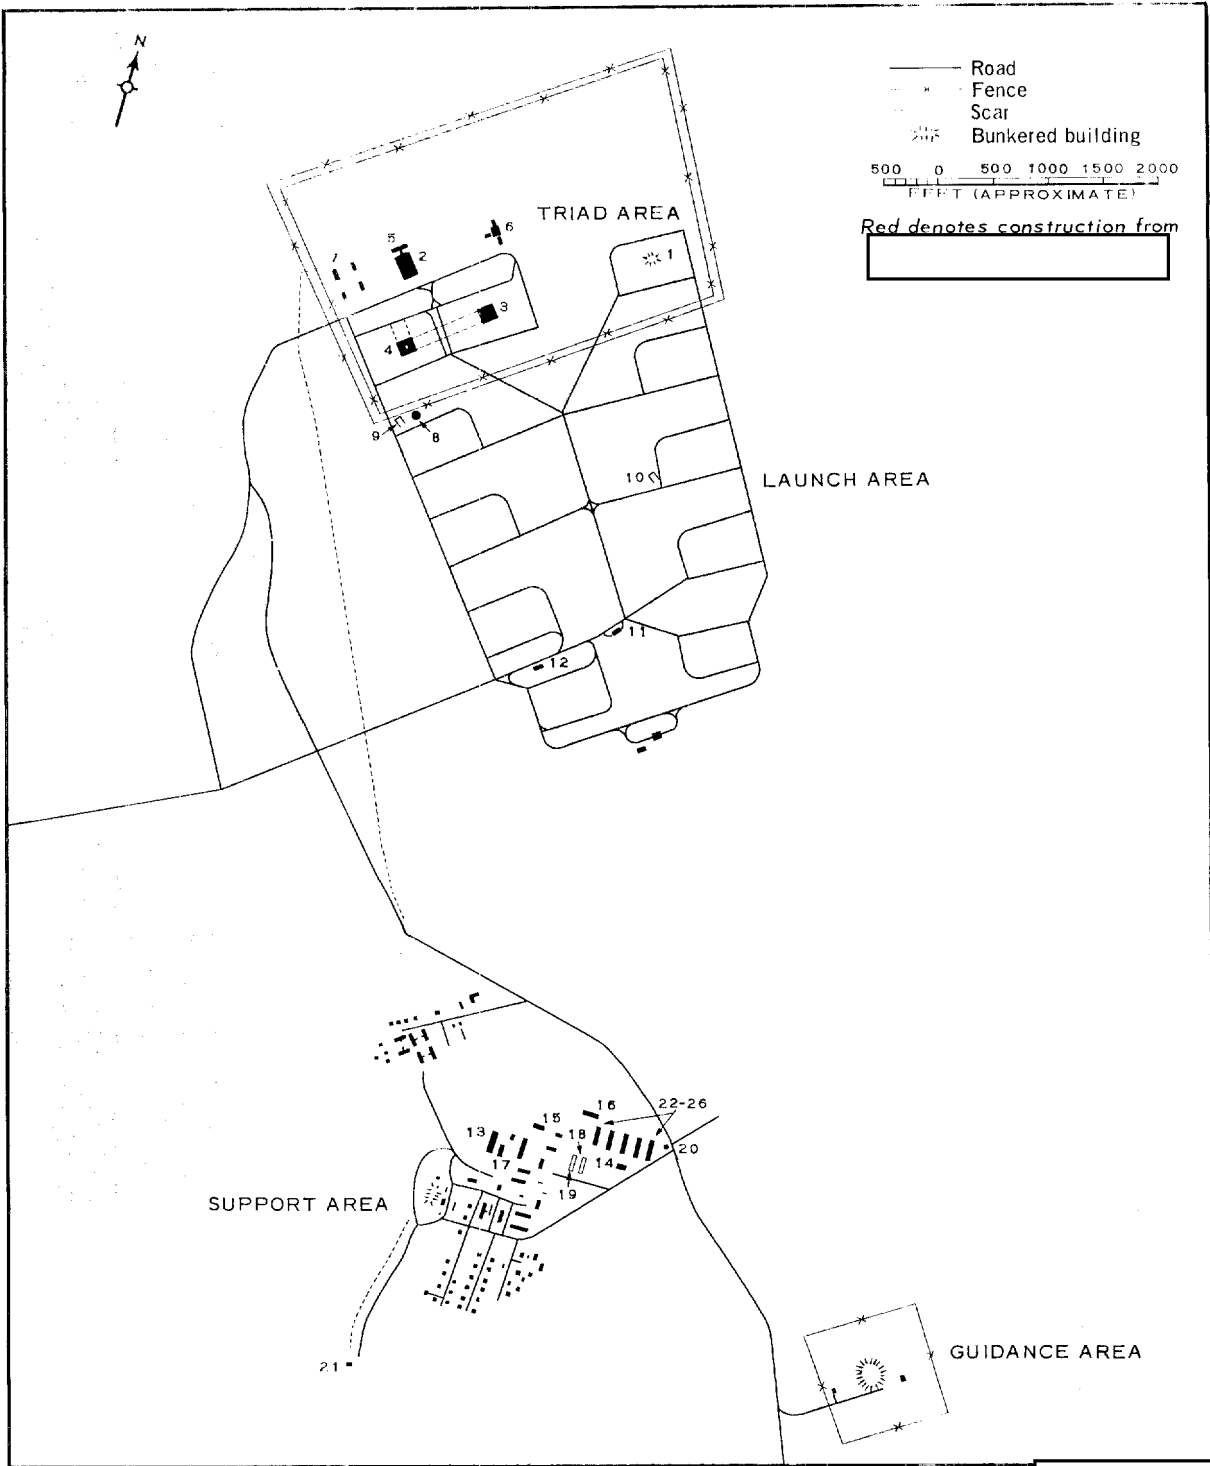 N
Road
Fence
Scar
Bunkered building
500 0 500 1000 1500 2000
FEET (APPROXIMATE)
Red denotes construction from
TRIAD AREA
6
5
2
7
1
3
4
9
8
10
LAUNCH AREA
11
12
16
22-26
15
13
18
20
17
14
19
SUPPORT AREA
21
GUIDANCE AREA